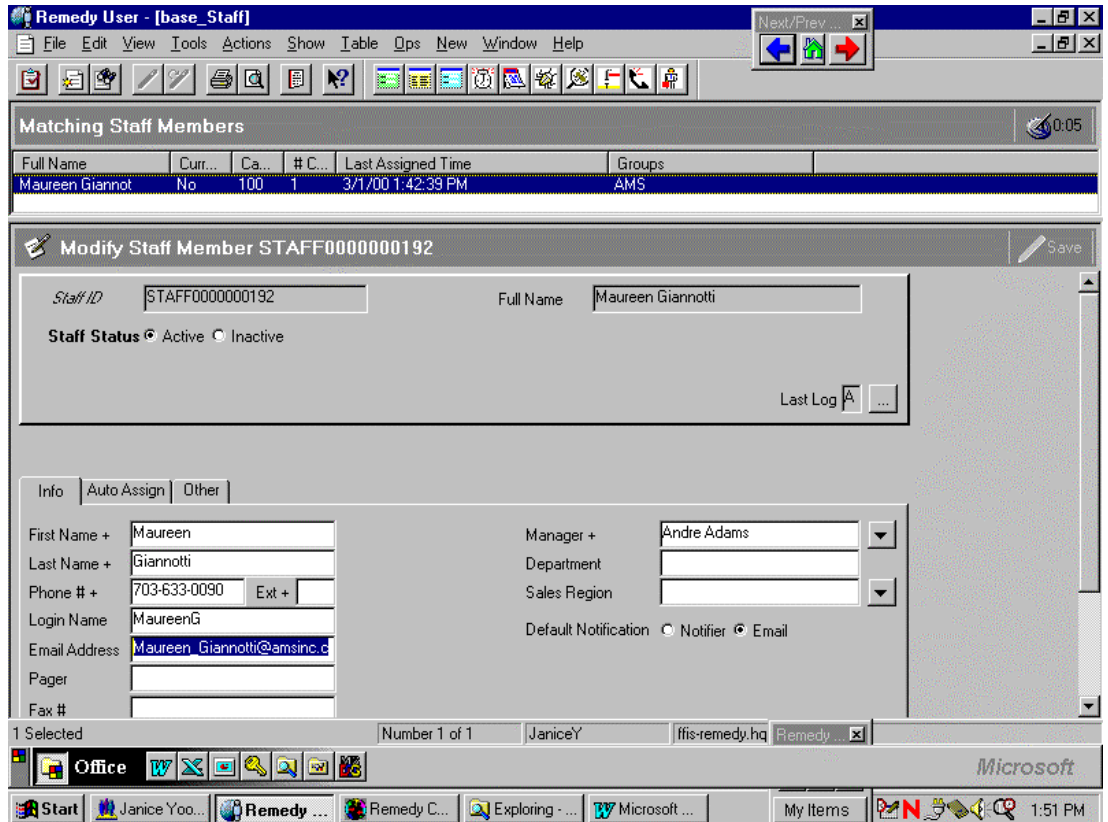 Remedy User - [base_Staff]
Next/Prev ...
File Edit View Tools Actions Show Table Ops New Window Help
Matching Staff Members
0:05
Full Name Curr... Ca... # C... Last Assigned Time Groups
Maureen Giannot No 100 1 3/1/00 1:42:39 PM AMS
Modify Staff Member STAFF0000000192
Save
Staff ID STAFF0000000192 Full Name Maureen Giannotti
Staff Status Active Inactive
Last Log A ...
Info Auto Assign Other
First Name + Maureen Manager + Andre Adams
Last Name + Giannotti Department
Phone # + 703-633-0090 Ext + Sales Region
Login Name MaureenG Default Notification Notifier Email
Email Address Maureen_Giannotti@amsinc.c
Pager
Fax #
1 Selected Number 1 of 1 JaniceY ffis-remedy.hq Remedy ...
Office Microsoft
Start Janice Yoo... Remedy ... Remedy C... Exploring - ... Microsoft ... My Items 1:51 PM